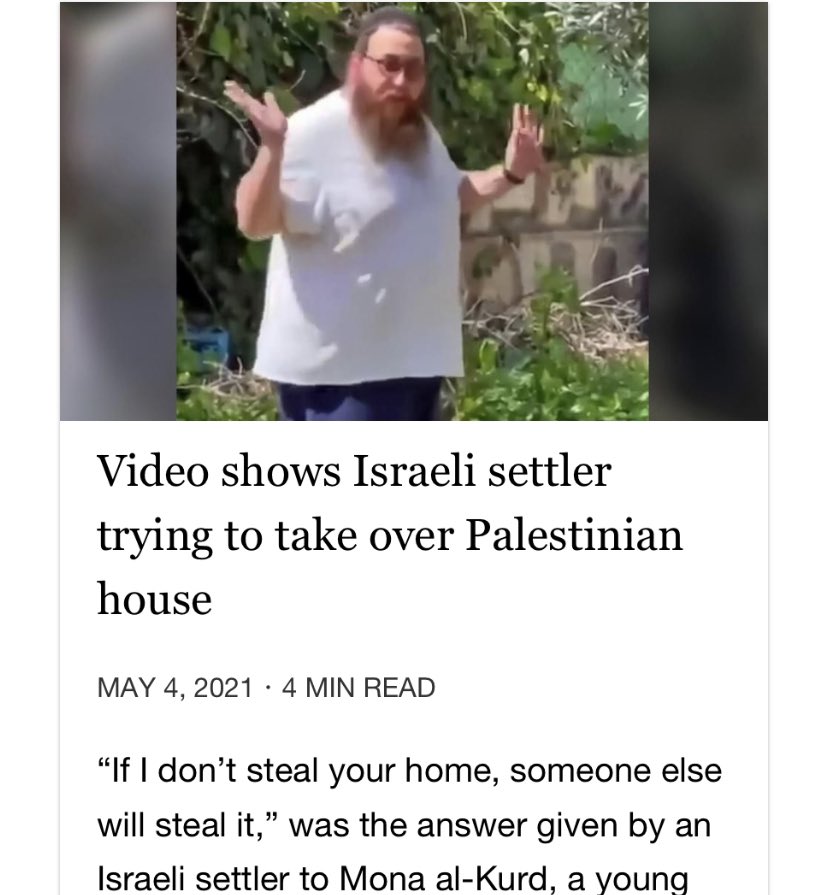 Video shows Israeli settler
trying to take over Palestinian
house
MAY 4, 2021 · 4 MIN READ
“If I don’t steal your home, someone else
will steal it,” was the answer given by an
Israeli settler to Mona al-Kurd, a young